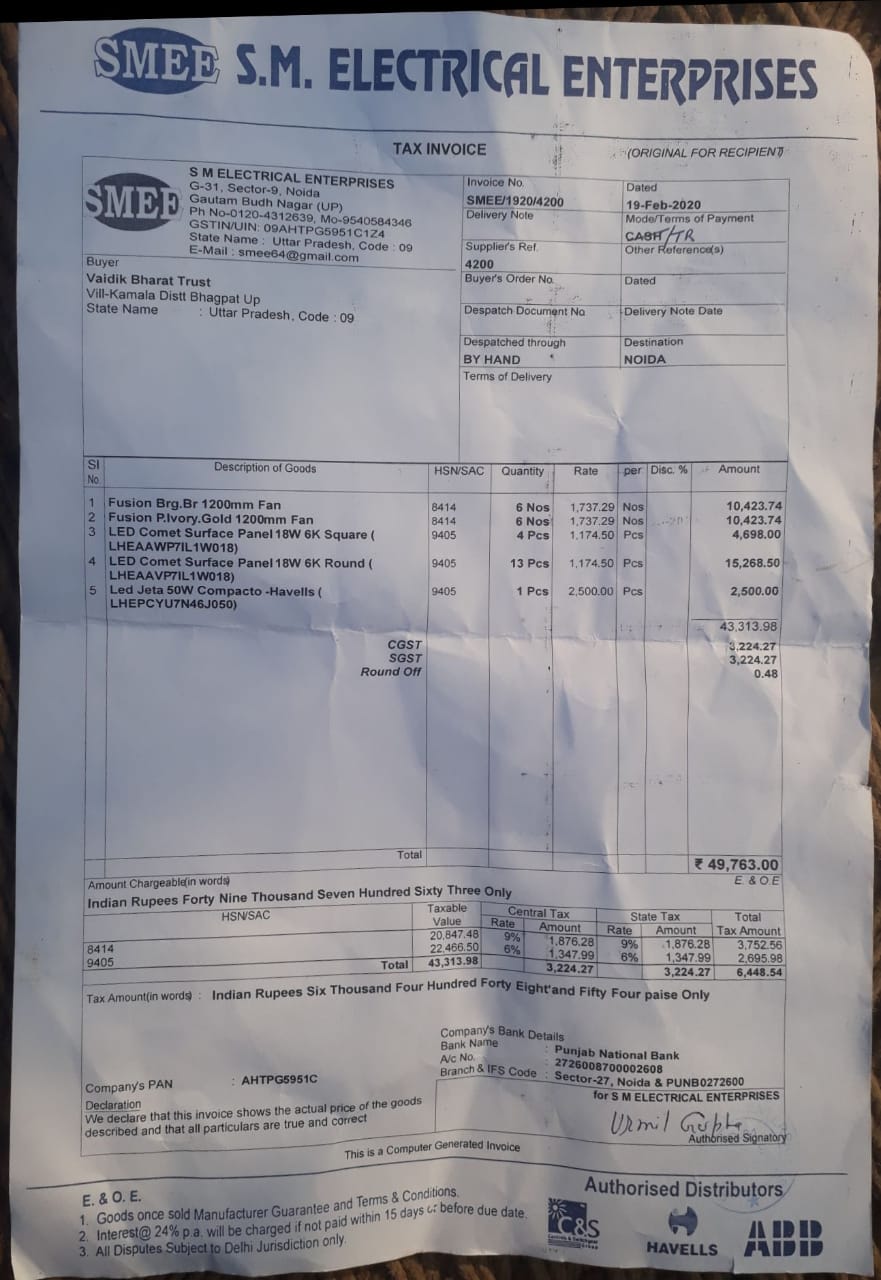 SMEE S.M. ELECTRICAL ENTERPRISES
TAX INVOICE
(ORIGINAL FOR RECIPIENT)
SMEE
S M ELECTRICAL ENTERPRISES
G-31, Sector-9, Noida
Gautam Budh Nagar (UP)
Ph No-0120-4312639, Mo-9540584346
GSTIN/UIN: 09AHTPG5951C1Z4
State Name : Uttar Pradesh, Code : 09
E-Mail : smee64@gmail.com
Buyer
Vaidik Bharat Trust
Vill-Kamala Distt Bhagpat Up
State Name : Uttar Pradesh, Code : 09
Invoice No. Dated
SMEE/1920/4200 19-Feb-2020
Delivery Note Mode/Terms of Payment
CASH/TR
Supplier's Ref. Other Reference(s)
4200
Buyer's Order No. Dated
Despatch Document No. Delivery Note Date
Despatched through Destination
BY HAND NOIDA
Terms of Delivery
Sl No. Description of Goods HSN/SAC Quantity Rate per Disc. % Amount
1 Fusion Brg.Br 1200mm Fan 8414 6 Nos 1,737.29 Nos 10,423.74
2 Fusion P.Ivory.Gold 1200mm Fan 8414 6 Nos 1,737.29 Nos 10,423.74
3 LED Comet Surface Panel 18W 6K Square ( 9405 4 Pcs 1,174.50 Pcs 4,698.00
LHEAAWP7IL1W018)
4 LED Comet Surface Panel 18W 6K Round ( 9405 13 Pcs 1,174.50 Pcs 15,268.50
LHEAAVP7IL1W018)
5 Led Jeta 50W Compacto -Havells ( 9405 1 Pcs 2,500.00 Pcs 2,500.00
LHEPCYU7N46J050)
43,313.98
CGST 3,224.27
SGST 3,224.27
Round Off 0.48
Total ₹ 49,763.00
Amount Chargeable(in words) E. & O.E
Indian Rupees Forty Nine Thousand Seven Hundred Sixty Three Only
HSN/SAC Taxable Value Central Tax State Tax Total Tax Amount
Rate Amount Rate Amount
8414 20,847.48 9% 1,876.28 9% 1,876.28 3,752.56
9405 22,466.50 6% 1,347.99 6% 1,347.99 2,695.98
Total 43,313.98 3,224.27 3,224.27 6,448.54
Tax Amount(in words) : Indian Rupees Six Thousand Four Hundred Forty Eight and Fifty Four paise Only
Company's Bank Details
Bank Name : Punjab National Bank
A/c No. : 2726008700002608
Branch & IFS Code : Sector-27, Noida & PUNB0272600
Company's PAN : AHTPG5951C
Declaration
We declare that this invoice shows the actual price of the goods
described and that all particulars are true and correct
for S M ELECTRICAL ENTERPRISES
Urmil Gupta
Authorised Signatory
This is a Computer Generated Invoice
E. & O. E.
1. Goods once sold Manufacturer Guarantee and Terms & Conditions.
2. Interest@ 24% p.a. will be charged if not paid within 15 days or before due date.
3. All Disputes Subject to Delhi Jurisdiction only.
Authorised Distributors
C&S
HAVELLS
ABB